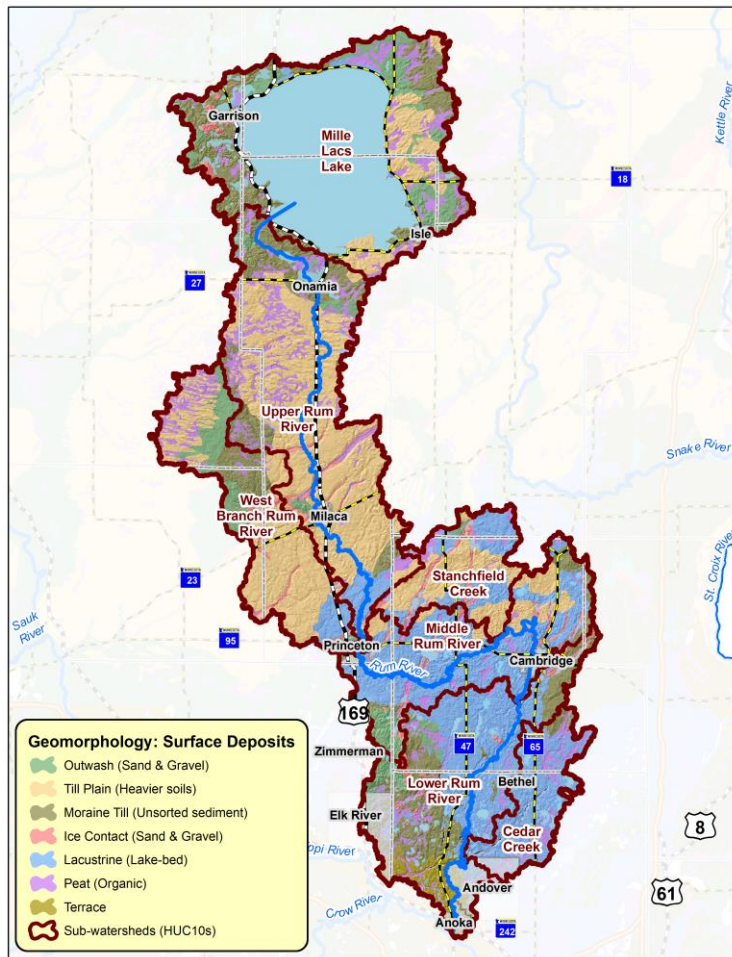 Garrison
Mille
Lacs
Lake
Kettle River
18
Isle
27
Onamia
Upper Rum
River
Snake River
West
Branch Rum
River
Milaca
St. Croix River
Stanchfield
Creek
23
Sauk
River
95
Middle
Rum River
Princeton
Rum River
Cambridge
169
Zimmerman
47
65
Lower Rum
River
Bethel
Elk River
Cedar
Creek
8
ppi River
Andover
61
Crow River
Anoka
242
Geomorphology: Surface Deposits
Outwash (Sand & Gravel)
Till Plain (Heavier soils)
Moraine Till (Unsorted sediment)
Ice Contact (Sand & Gravel)
Lacustrine (Lake-bed)
Peat (Organic)
Terrace
Sub-watersheds (HUC10s)